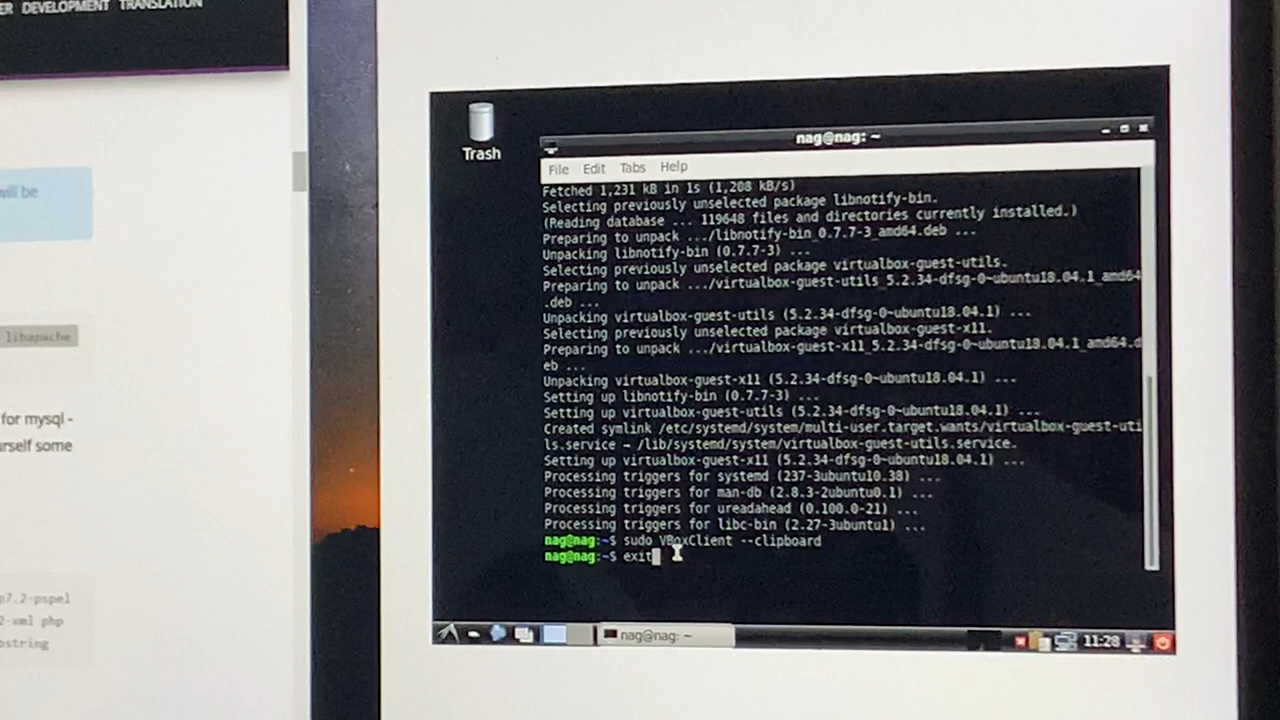 ER DEVELOPMENT TRANSLATION
will be
libapache
for mysql -
urself some
p7.2-pspel
2-xml php
bstring
Trash
nag@nag: ~
File Edit Tabs Help
Fetched 1,231 kB in 1s (1,208 kB/s)
Selecting previously unselected package libnotify-bin.
(Reading database ... 119648 files and directories currently installed.)
Preparing to unpack .../libnotify-bin_0.7.7-3_amd64.deb ...
Unpacking libnotify-bin (0.7.7-3) ...
Selecting previously unselected package virtualbox-guest-utils.
Preparing to unpack .../virtualbox-guest-utils_5.2.34-dfsg-0~ubuntu18.04.1_amd64
.deb ...
Unpacking virtualbox-guest-utils (5.2.34-dfsg-0~ubuntu18.04.1) ...
Selecting previously unselected package virtualbox-guest-x11.
Preparing to unpack .../virtualbox-guest-x11_5.2.34-dfsg-0~ubuntu18.04.1_amd64.d
eb ...
Unpacking virtualbox-guest-x11 (5.2.34-dfsg-0~ubuntu18.04.1) ...
Setting up libnotify-bin (0.7.7-3) ...
Setting up virtualbox-guest-utils (5.2.34-dfsg-0~ubuntu18.04.1) ...
Created symlink /etc/systemd/system/multi-user.target.wants/virtualbox-guest-uti
ls.service → /lib/systemd/system/virtualbox-guest-utils.service.
Setting up virtualbox-guest-x11 (5.2.34-dfsg-0~ubuntu18.04.1) ...
Processing triggers for systemd (237-3ubuntu10.38) ...
Processing triggers for man-db (2.8.3-2ubuntu0.1) ...
Processing triggers for ureadahead (0.100.0-21) ...
Processing triggers for libc-bin (2.27-3ubuntu1) ...
nag@nag:~$ sudo VBoxClient --clipboard
nag@nag:~$ exit
nag@nag: ~
11:28